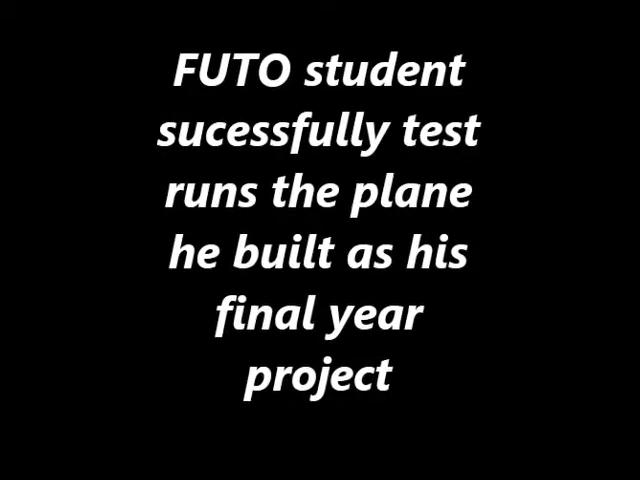 FUTO student
sucessfully test
runs the plane
he built as his
final year
project